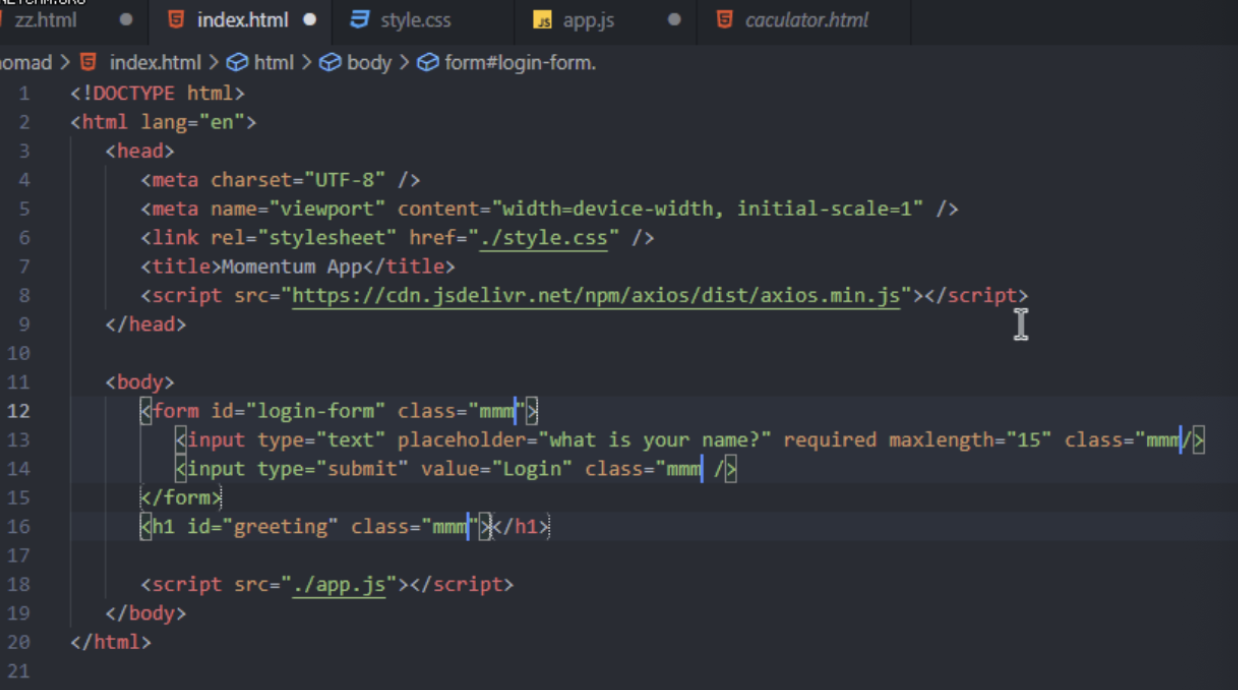 zz.html index.html style.css JS app.js caculator.html
index.html > html > body > form#login-form.
1 <!DOCTYPE html>
2 <html lang="en">
3 <head>
4 <meta charset="UTF-8" />
5 <meta name="viewport" content="width=device-width, initial-scale=1" />
6 <link rel="stylesheet" href="./style.css" />
7 <title>Momentum App</title>
8 <script src="https://cdn.jsdelivr.net/npm/axios/dist/axios.min.js"></script>
9 </head>
10
11 <body>
12 <form id="login-form" class="mmm">
13 <input type="text" placeholder="what is your name?" required maxlength="15" class="mmm/>
14 <input type="submit" value="Login" class="mmm />
15 </form>
16 <h1 id="greeting" class="mmm"></h1>
17
18 <script src="./app.js"></script>
19 </body>
20 </html>
21